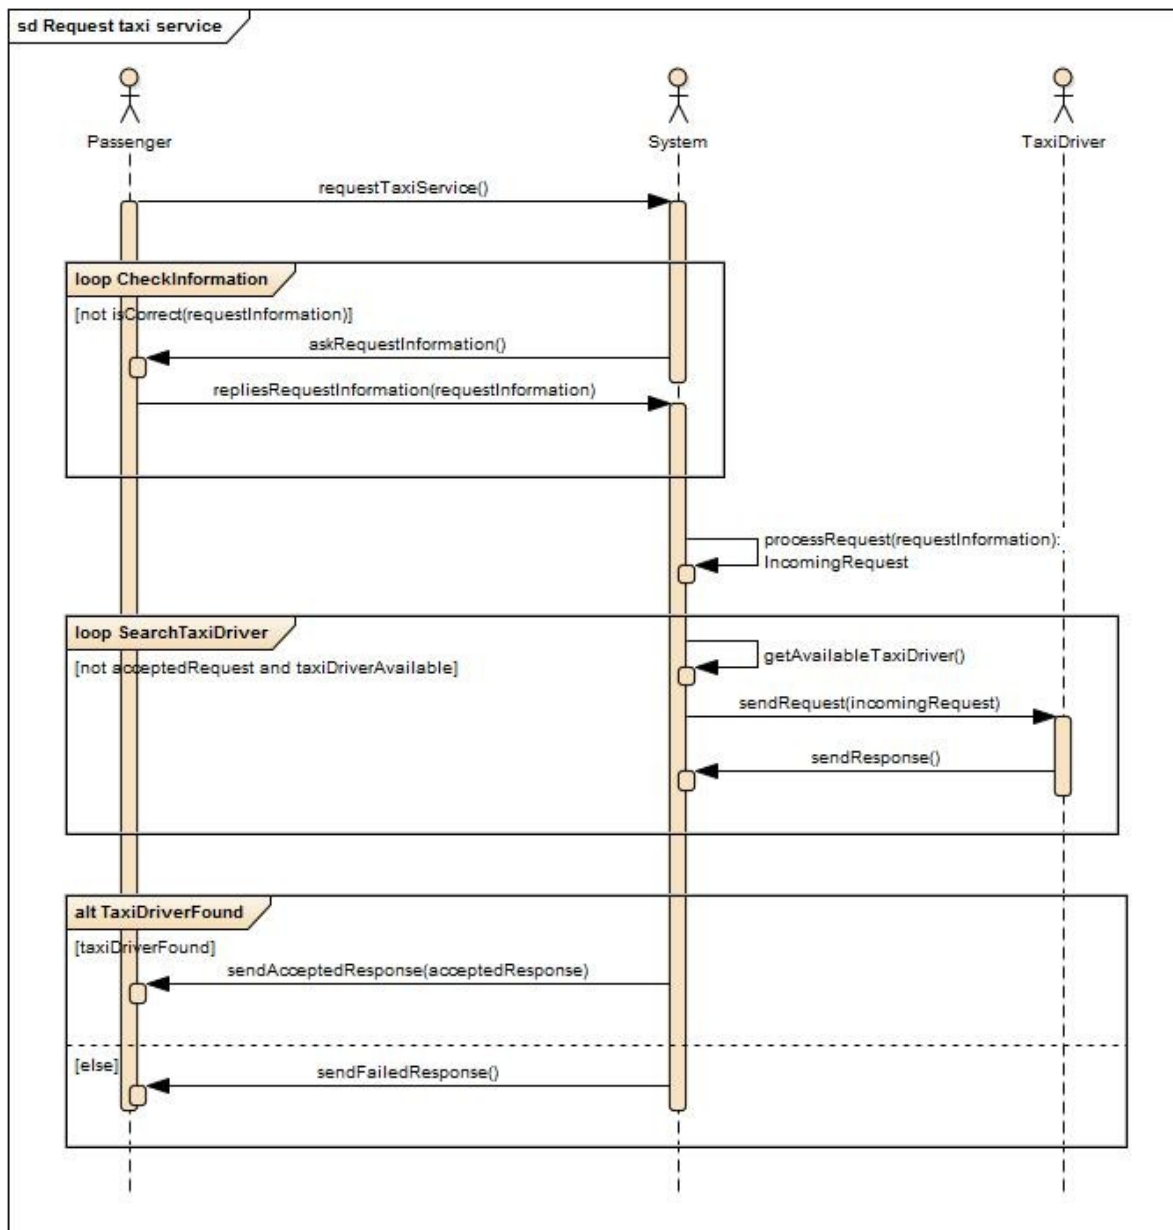 sd Request taxi service
Passenger
System
TaxiDriver
requestTaxiService()
loop CheckInformation
[not isCorrect(requestInformation)]
askRequestInformation()
repliesRequestInformation(requestInformation)
processRequest(requestInformation):
IncomingRequest
loop SearchTaxiDriver
[not acceptedRequest and taxiDriverAvailable]
getAvailableTaxiDriver()
sendRequest(incomingRequest)
sendResponse()
alt TaxiDriverFound
[taxiDriverFound]
sendAcceptedResponse(acceptedResponse)
[else]
sendFailedResponse()